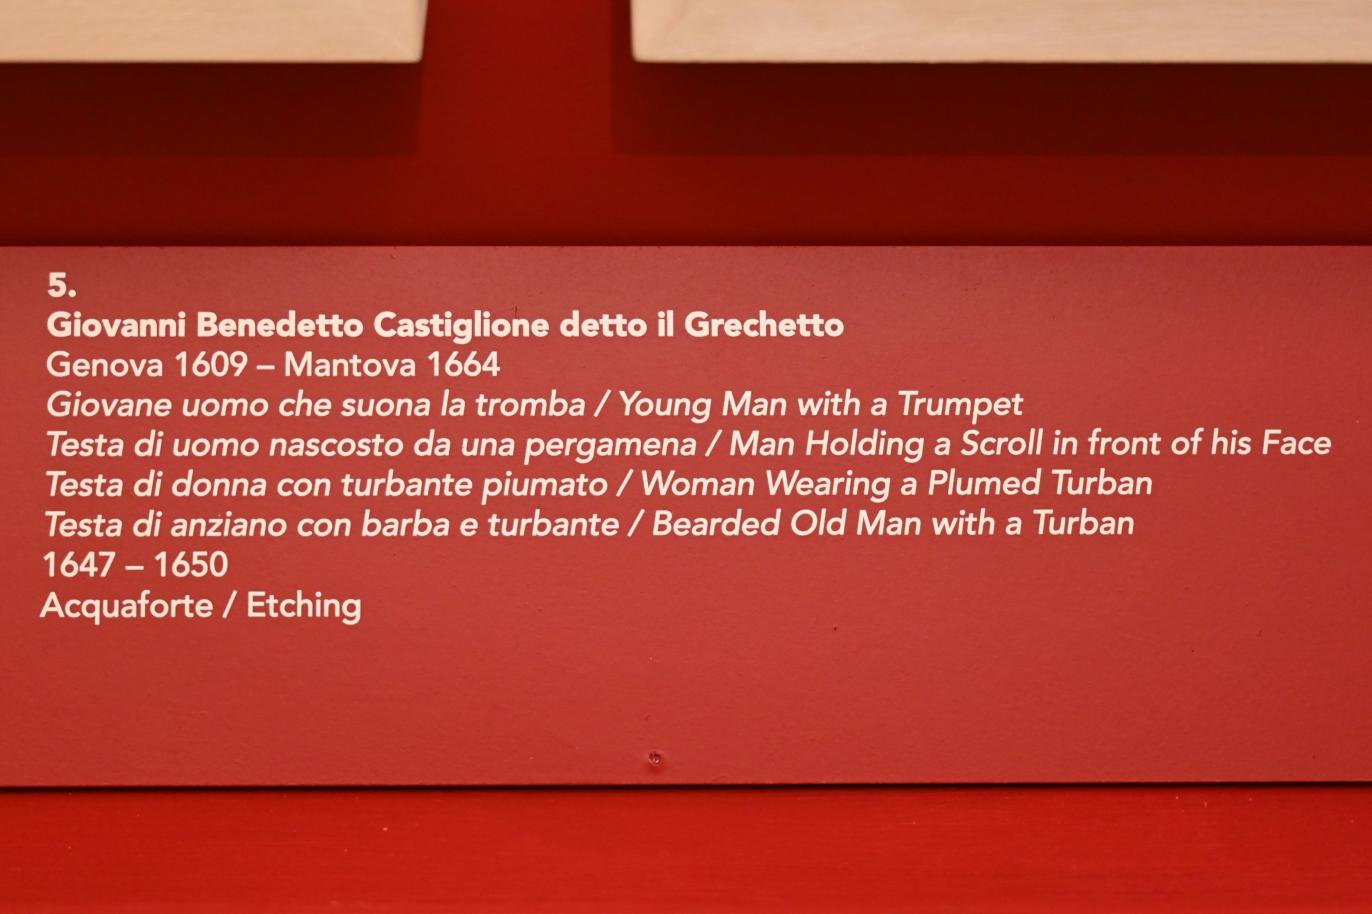 5.
Giovanni Benedetto Castiglione detto il Grechetto
Genova 1609 – Mantova 1664
Giovane uomo che suona la tromba / Young Man with a Trumpet
Testa di uomo nascosto da una pergamena / Man Holding a Scroll in front of his Face
Testa di donna con turbante piumato / Woman Wearing a Plumed Turban
Testa di anziano con barba e turbante / Bearded Old Man with a Turban
1647 – 1650
Acquaforte / Etching